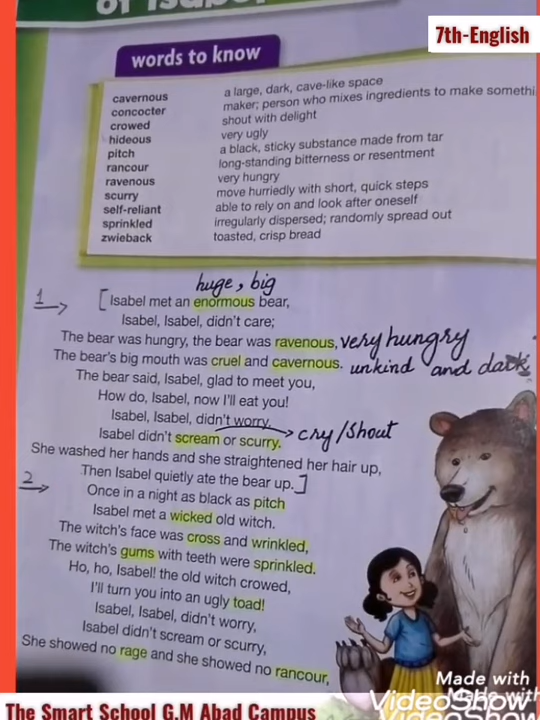 of Isabel
7th-English
words to know
cavernous a large, dark, cave-like space
concocter maker; person who mixes ingredients to make somethi
crowed shout with delight
hideous very ugly
pitch a black, sticky substance made from tar
rancour long-standing bitterness or resentment
ravenous very hungry
scurry move hurriedly with short, quick steps
self-reliant able to rely on and look after oneself
sprinkled irregularly dispersed; randomly spread out
zwieback toasted, crisp bread
huge, big
1 [Isabel met an enormous bear,
Isabel, Isabel, didn't care;
The bear was hungry, the bear was ravenous, very hungry
The bear's big mouth was cruel and cavernous. unkind and dark
The bear said, Isabel, glad to meet you,
How do, Isabel, now I'll eat you!
Isabel, Isabel, didn't worry,
Isabel didn't scream or scurry. cry/shout
She washed her hands and she straightened her hair up,
Then Isabel quietly ate the bear up.]
2 Once in a night as black as pitch
Isabel met a wicked old witch.
The witch's face was cross and wrinkled,
The witch's gums with teeth were sprinkled.
Ho, ho, Isabel! the old witch crowed,
I'll turn you into an ugly toad!
Isabel, Isabel, didn't worry,
Isabel didn't scream or scurry,
She showed no rage and she showed no rancour,
Made with
VideoShow
Made with
VideoShow
The Smart School G.M Abad Campus